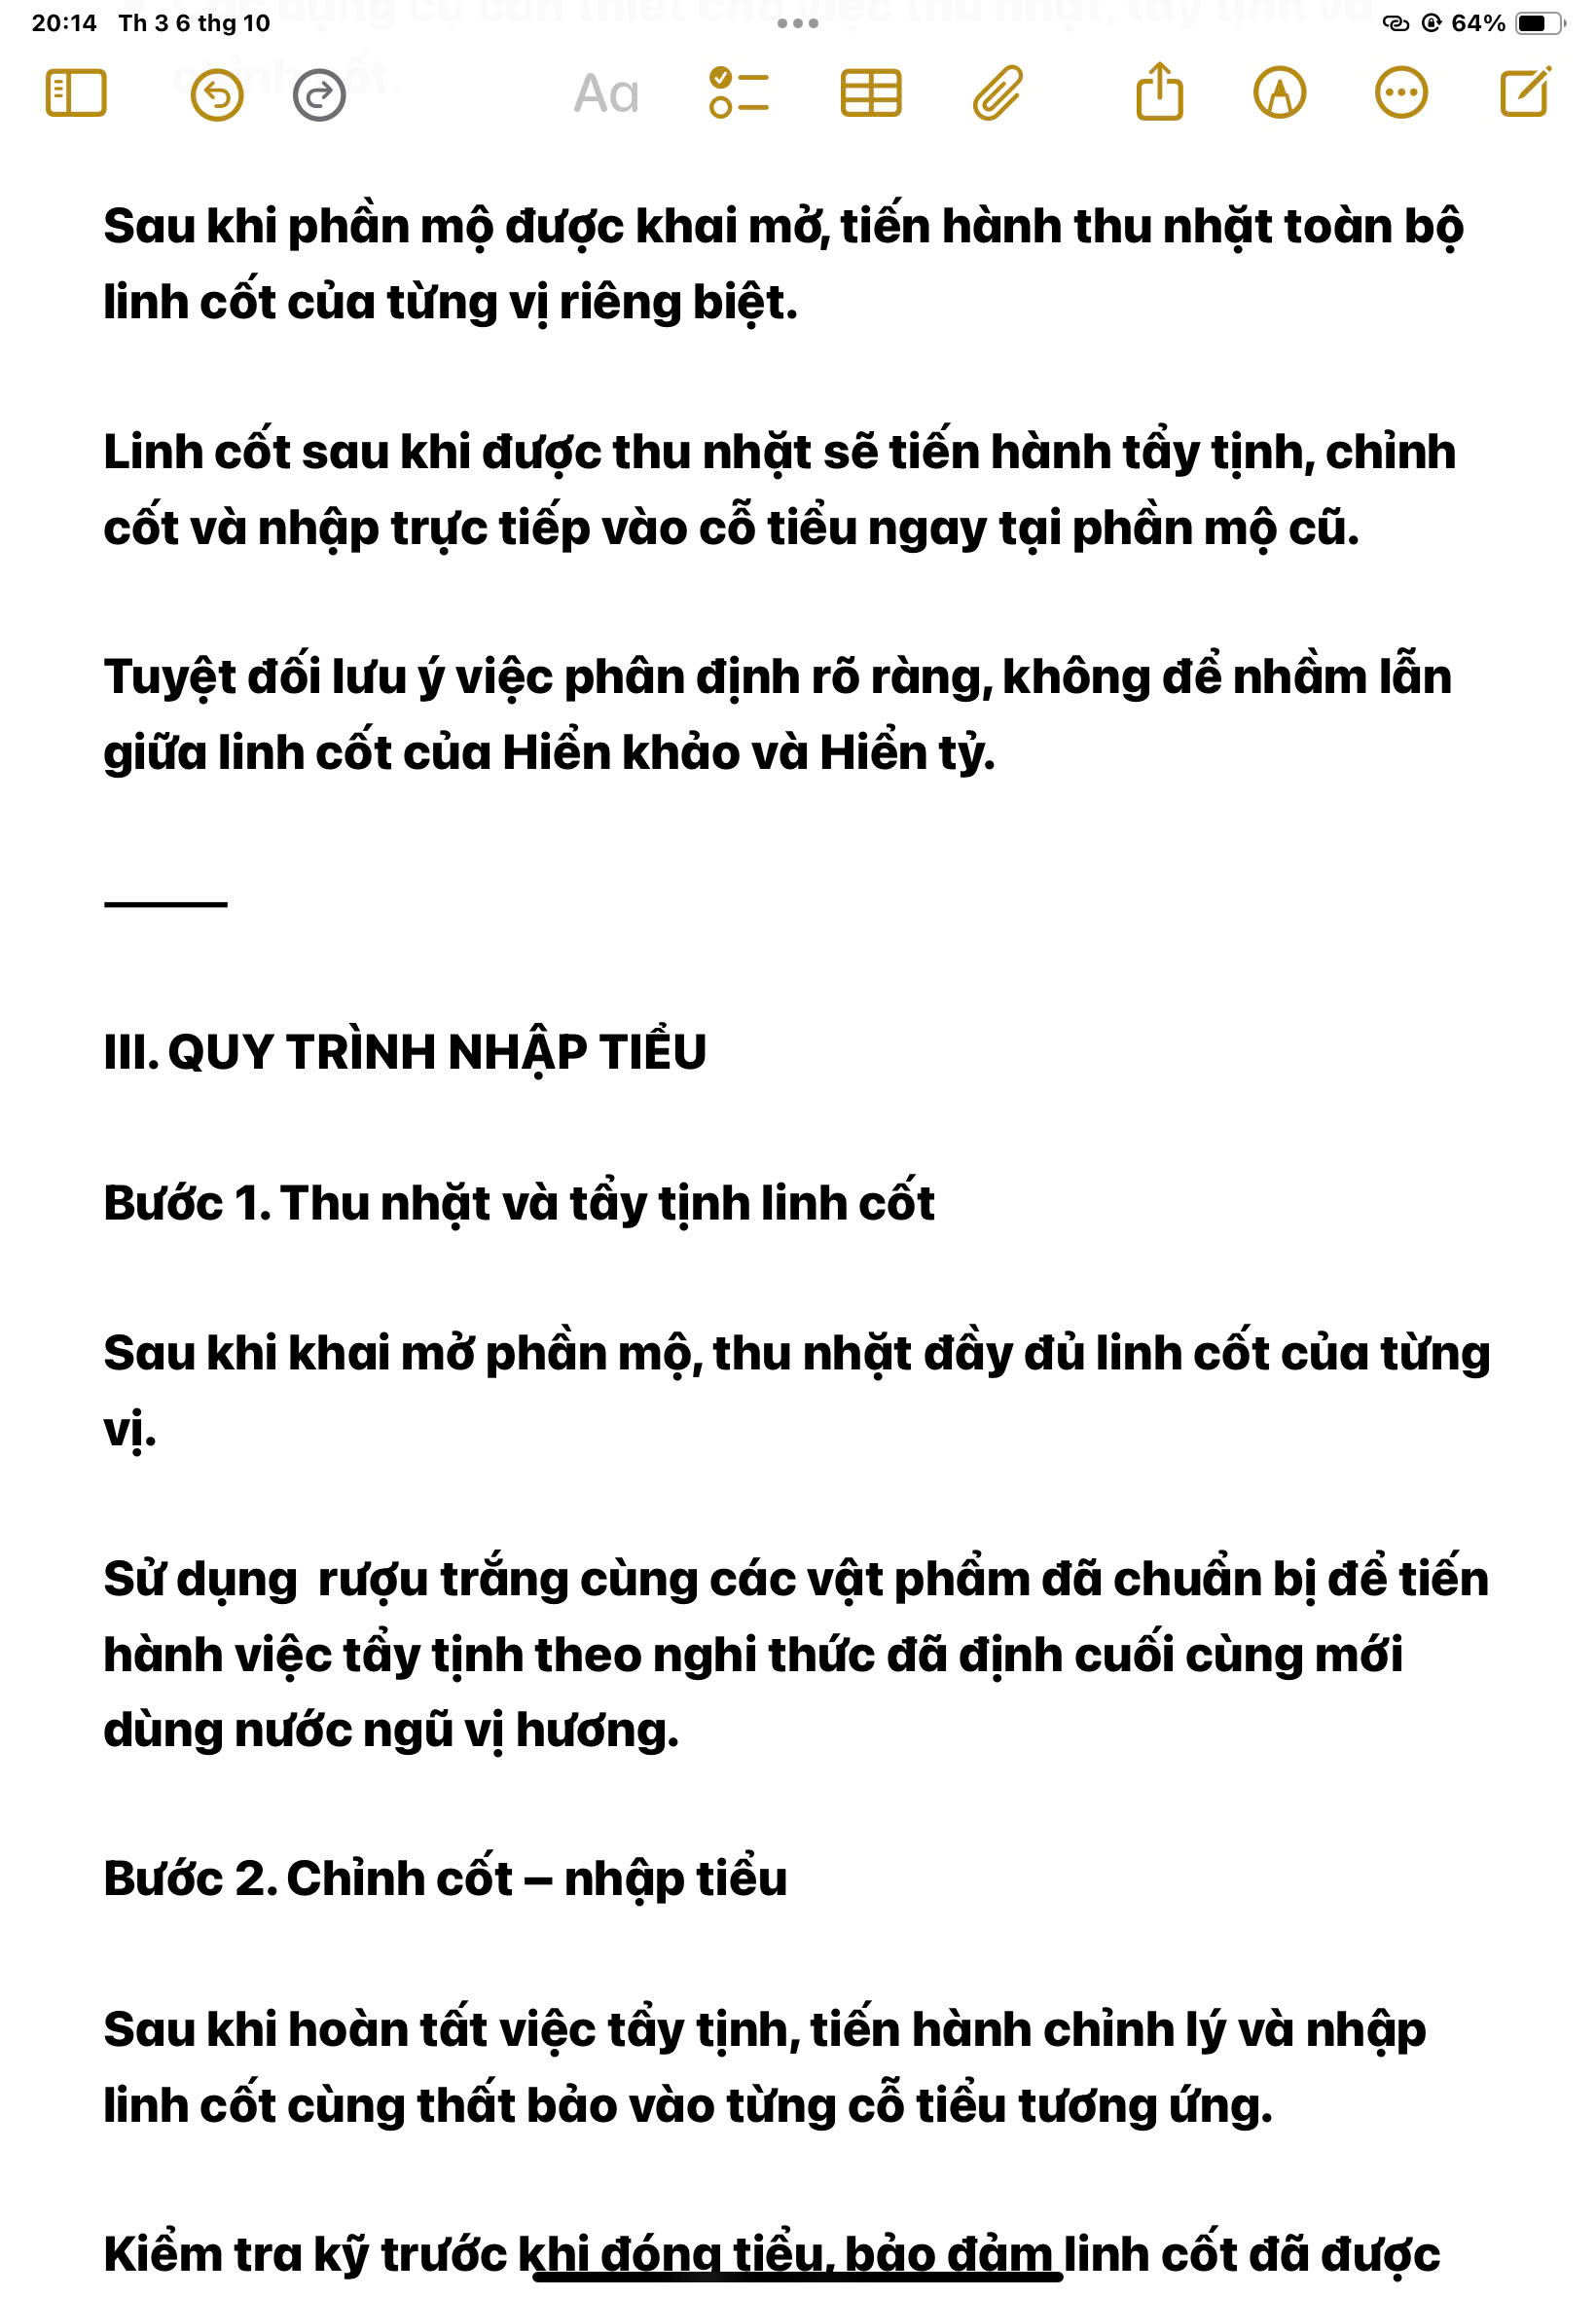 20:14 Th 3 6 thg 10
64%
Aa
Sau khi phần mộ được khai mở, tiến hành thu nhặt toàn bộ
linh cốt của từng vị riêng biệt.
Linh cốt sau khi được thu nhặt sẽ tiến hành tẩy tịnh, chỉnh
cốt và nhập trực tiếp vào cỗ tiểu ngay tại phần mộ cũ.
Tuyệt đối lưu ý việc phân định rõ ràng, không để nhầm lẫn
giữa linh cốt của Hiển khảo và Hiển tỷ.
⸻
III. QUY TRÌNH NHẬP TIỂU
Bước 1. Thu nhặt và tẩy tịnh linh cốt
Sau khi khai mở phần mộ, thu nhặt đầy đủ linh cốt của từng
vị.
Sử dụng  rượu trắng cùng các vật phẩm đã chuẩn bị để tiến
hành việc tẩy tịnh theo nghi thức đã định cuối cùng mới
dùng nước ngũ vị hương.
Bước 2. Chỉnh cốt – nhập tiểu
Sau khi hoàn tất việc tẩy tịnh, tiến hành chỉnh lý và nhập
linh cốt cùng thất bảo vào từng cỗ tiểu tương ứng.
Kiểm tra kỹ trước khi đóng tiểu, bảo đảm linh cốt đã được